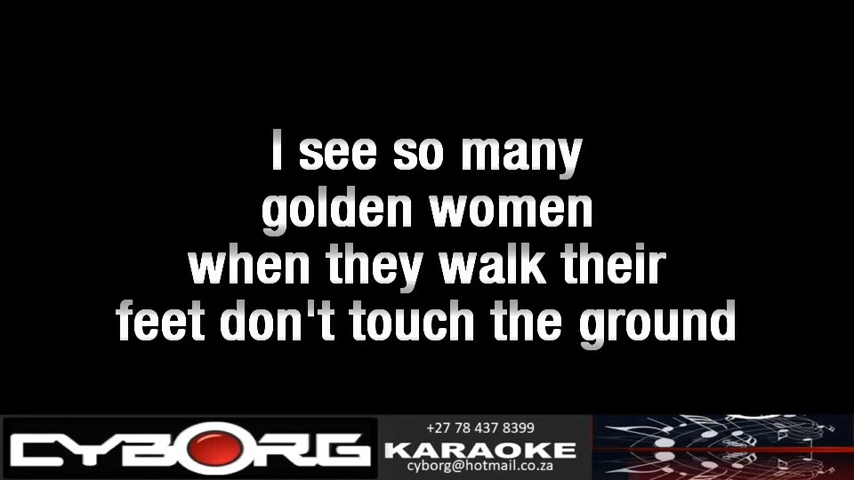 I see so many
golden women
when they walk their
feet don't touch the ground
CYBORG
+27 78 437 8399
KARAOKE
cyborg@hotmail.co.za